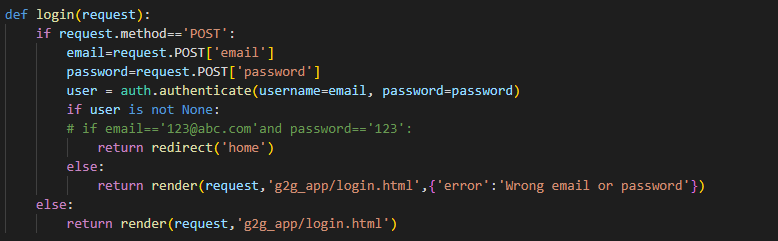 def login(request):
    if request.method=='POST':
        email=request.POST['email']
        password=request.POST['password']
        user = auth.authenticate(username=email, password=password)
        if user is not None:
        # if email=='123@abc.com'and password=='123':
            return redirect('home')
        else:
            return render(request,'g2g_app/login.html',{'error':'Wrong email or password'})
    else:
        return render(request,'g2g_app/login.html')